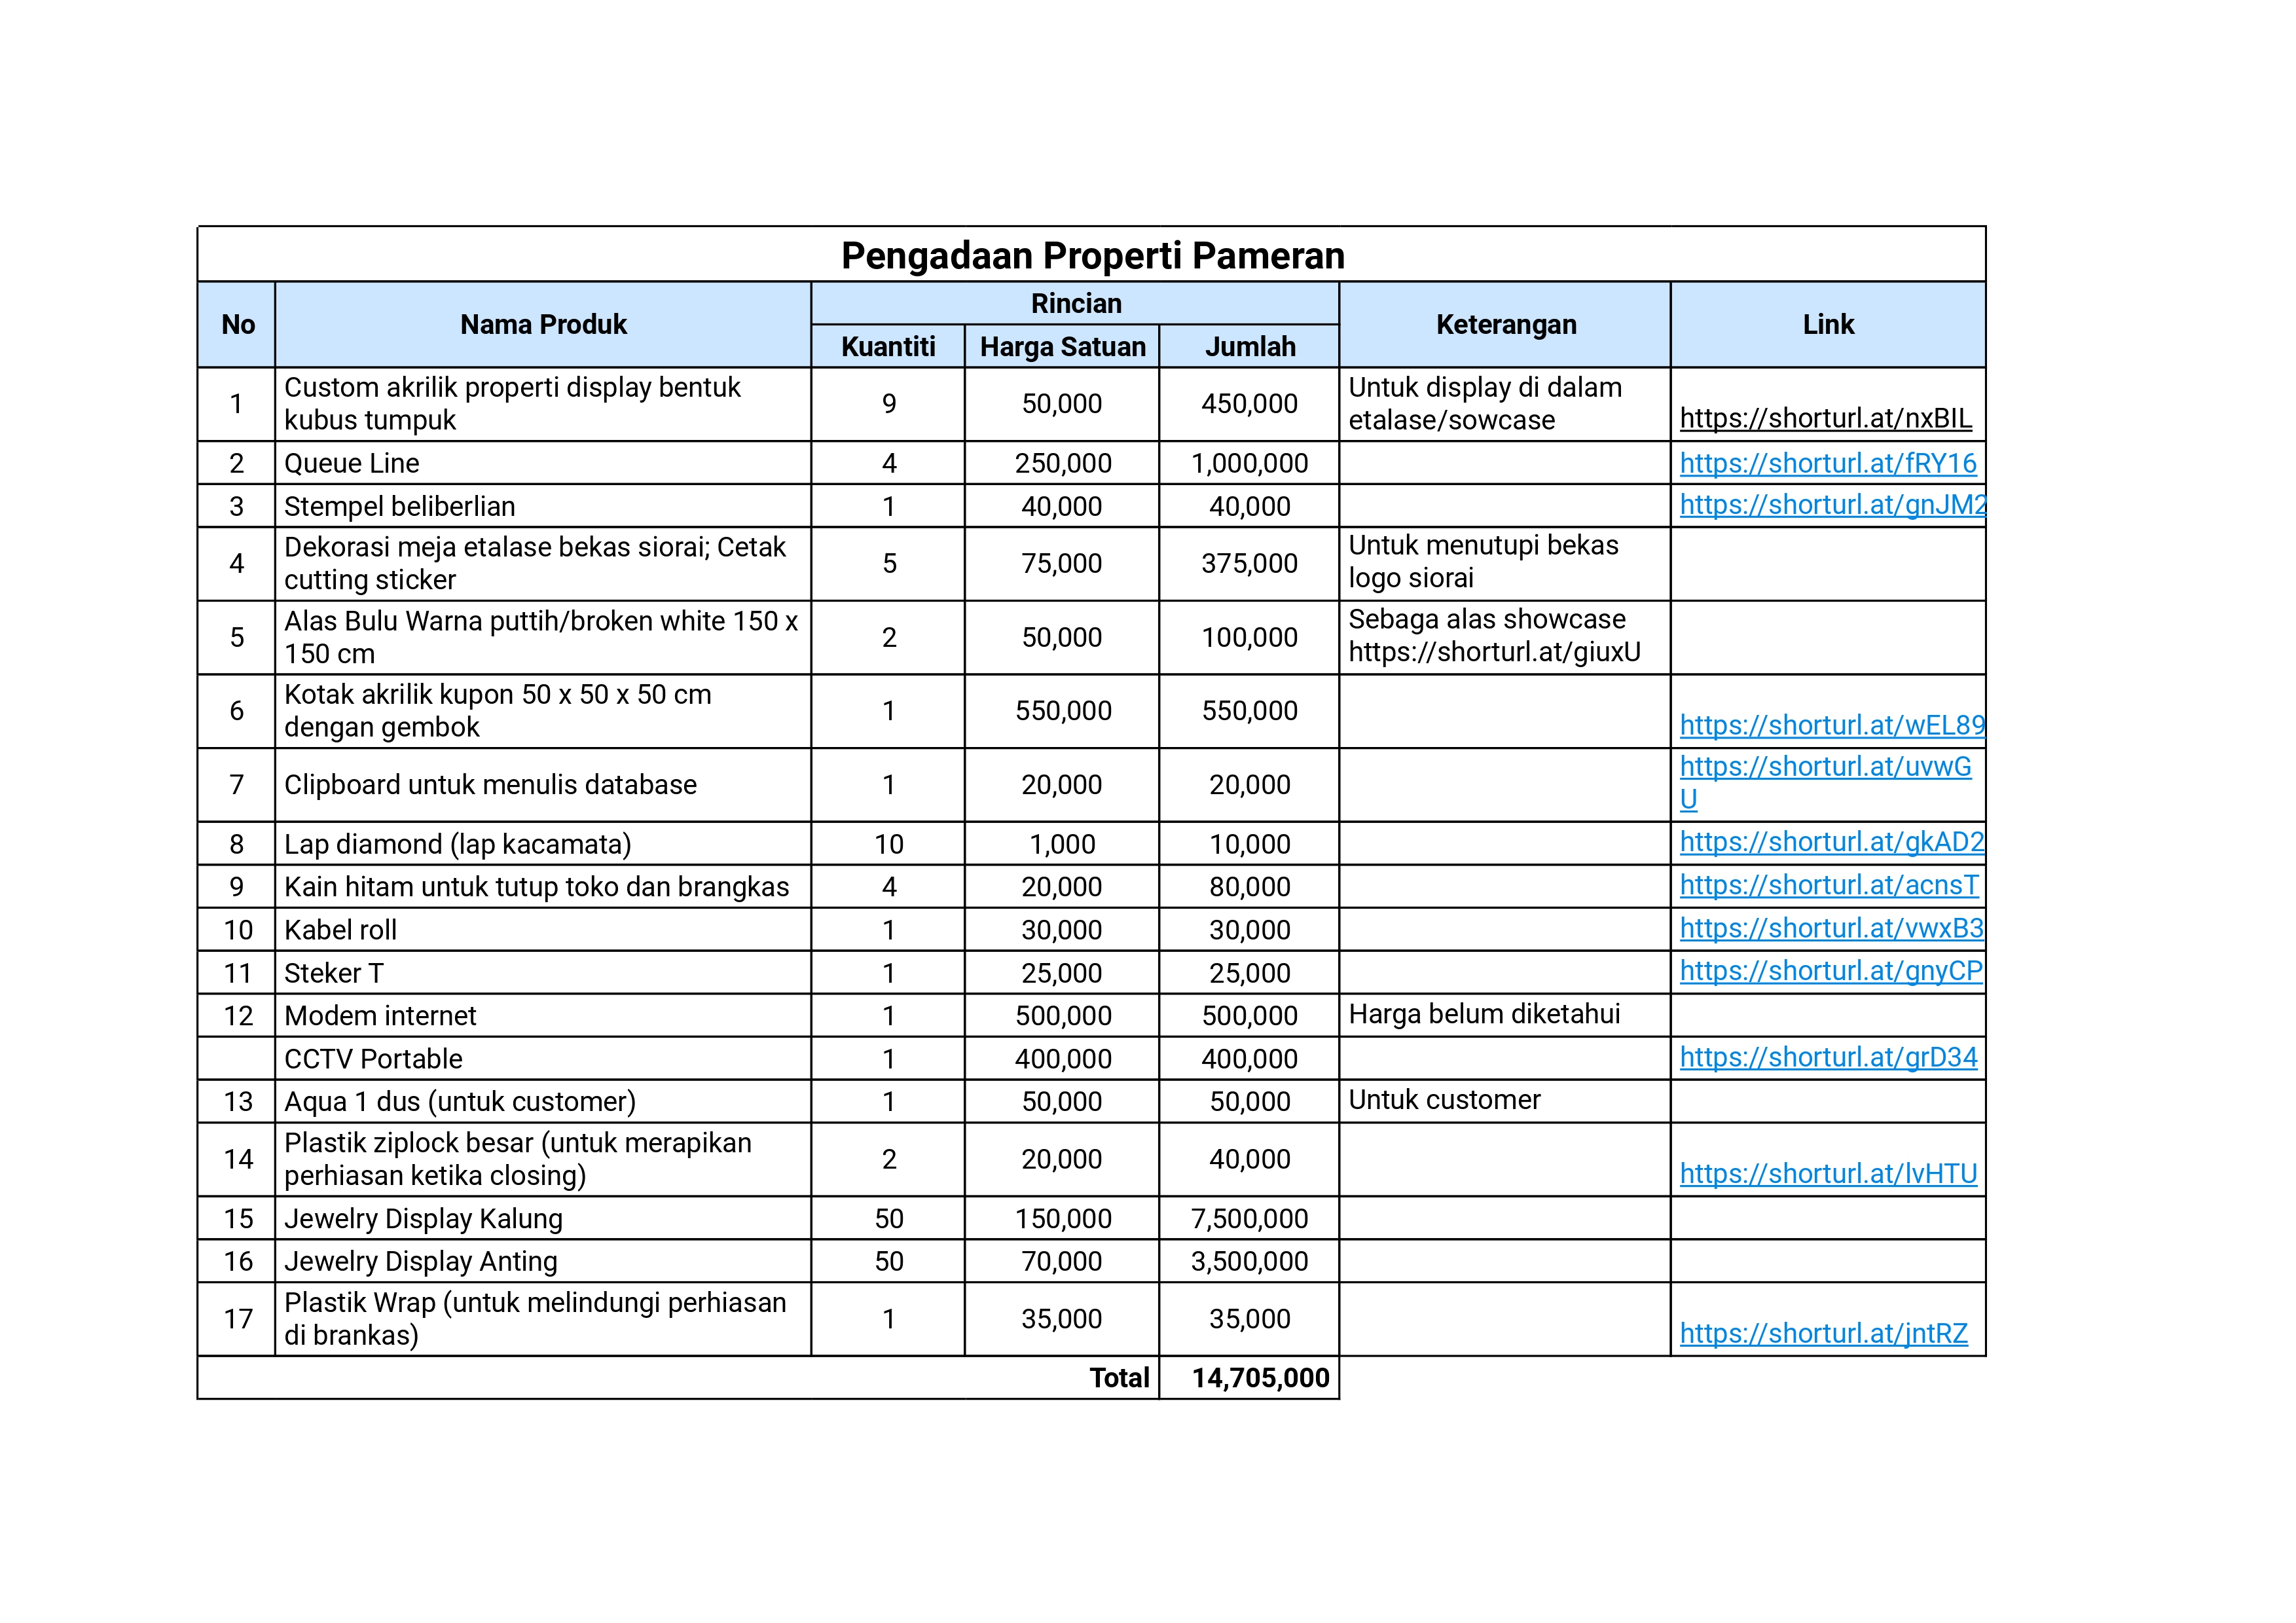 Pengadaan Properti Pameran
No Nama Produk Rincian Keterangan Link
Kuantiti Harga Satuan Jumlah
1 Custom akrilik properti display bentuk kubus tumpuk 9 50,000 450,000 Untuk display di dalam etalase/sowcase https://shorturl.at/nxBIL
2 Queue Line 4 250,000 1,000,000 https://shorturl.at/fRY16
3 Stempel beliberlian 1 40,000 40,000 https://shorturl.at/gnJM2
4 Dekorasi meja etalase bekas siorai; Cetak cutting sticker 5 75,000 375,000 Untuk menutupi bekas logo siorai
5 Alas Bulu Warna puttih/broken white 150 x 150 cm 2 50,000 100,000 Sebaga alas showcase https://shorturl.at/giuxU
6 Kotak akrilik kupon 50 x 50 x 50 cm dengan gembok 1 550,000 550,000 https://shorturl.at/wEL89
7 Clipboard untuk menulis database 1 20,000 20,000 https://shorturl.at/uvwGU
8 Lap diamond (lap kacamata) 10 1,000 10,000 https://shorturl.at/gkAD2
9 Kain hitam untuk tutup toko dan brangkas 4 20,000 80,000 https://shorturl.at/acnsT
10 Kabel roll 1 30,000 30,000 https://shorturl.at/vwxB3
11 Steker T 1 25,000 25,000 https://shorturl.at/gnyCP
12 Modem internet 1 500,000 500,000 Harga belum diketahui
CCTV Portable 1 400,000 400,000 https://shorturl.at/grD34
13 Aqua 1 dus (untuk customer) 1 50,000 50,000 Untuk customer
14 Plastik ziplock besar (untuk merapikan perhiasan ketika closing) 2 20,000 40,000 https://shorturl.at/lvHTU
15 Jewelry Display Kalung 50 150,000 7,500,000
16 Jewelry Display Anting 50 70,000 3,500,000
17 Plastik Wrap (untuk melindungi perhiasan di brankas) 1 35,000 35,000 https://shorturl.at/jntRZ
Total 14,705,000